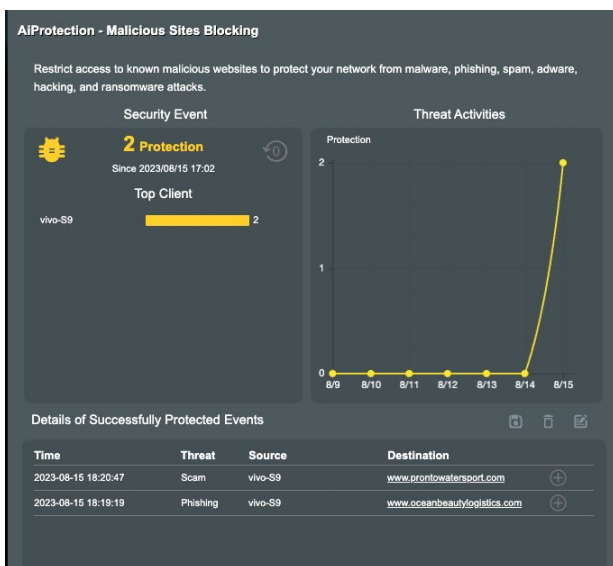 AiProtection - Malicious Sites Blocking
Restrict access to known malicious websites to protect your network from malware, phishing, spam, adware,
hacking, and ransomware attacks.
Security Event
2 Protection
0
Since 2023/08/15 17:02
Top Client
vivo-S9 2
Threat Activities
Protection
2
1
0
8/9 8/10 8/11 8/12 8/13 8/14 8/15
Details of Successfully Protected Events
Time Threat Source Destination
2023-08-15 18:20:47 Scam vivo-S9 www.prontowatersport.com
2023-08-15 18:19:19 Phishing vivo-S9 www.oceanbeautylogistics.com